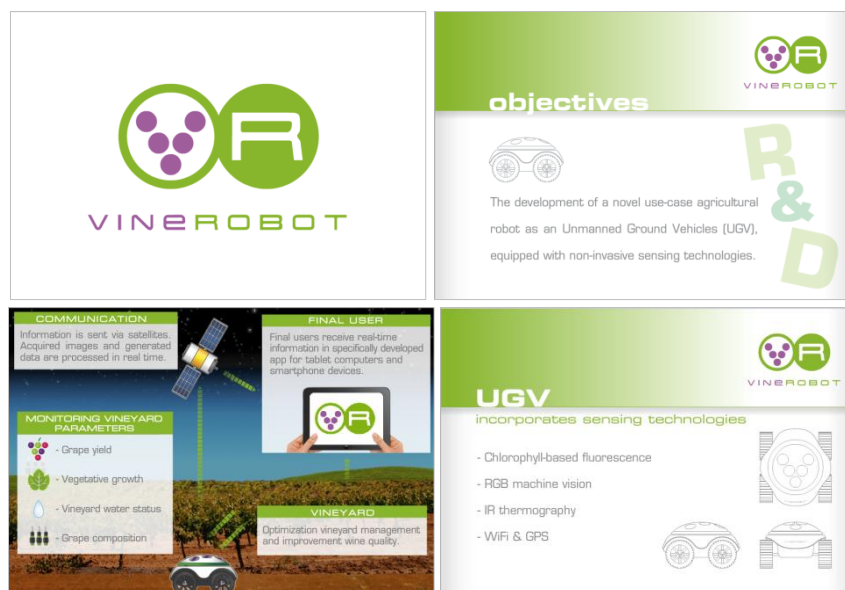 R
VINEROBOT
R
VINEROBOT
objectives
R
&
D
The development of a novel use-case agricultural
robot as an Unmanned Ground Vehicles (UGV),
equipped with non-invasive sensing technologies.
COMMUNICATION
Information is sent via satellites.
Acquired images and generated
data are processed in real time.
FINAL USER
Final users receive real-time
information in specifically developed
app for tablet computers and
smartphone devices.
R
MONITORING VINEYARD
PARAMETERS
- Grape yield
- Vegetative growth
- Vineyard water status
- Grape composition
VINEYARD
Optimization vineyard management
and improvement wine quality.
R
VINEROBOT
UGV
incorporates sensing technologies
- Chlorophyll-based fluorescence
- RGB machine vision
- IR thermography
- WiFi & GPS